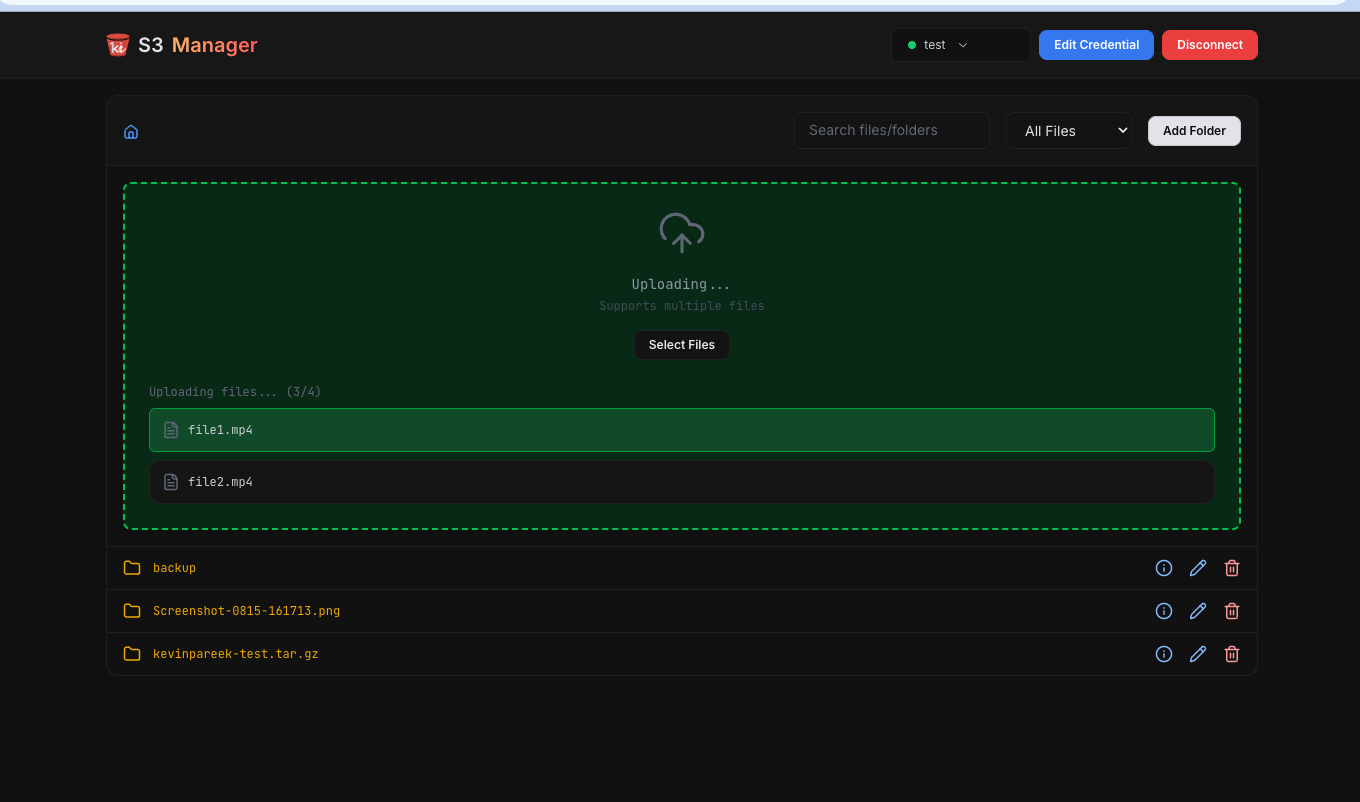 S3 Manager
test
Edit Credential
Disconnect
Search files/folders
All Files
Add Folder
Uploading...
Supports multiple files
Select Files
Uploading files... (3/4)
file1.mp4
file2.mp4
backup
Screenshot-0815-161713.png
kevinpareek-test.tar.gz